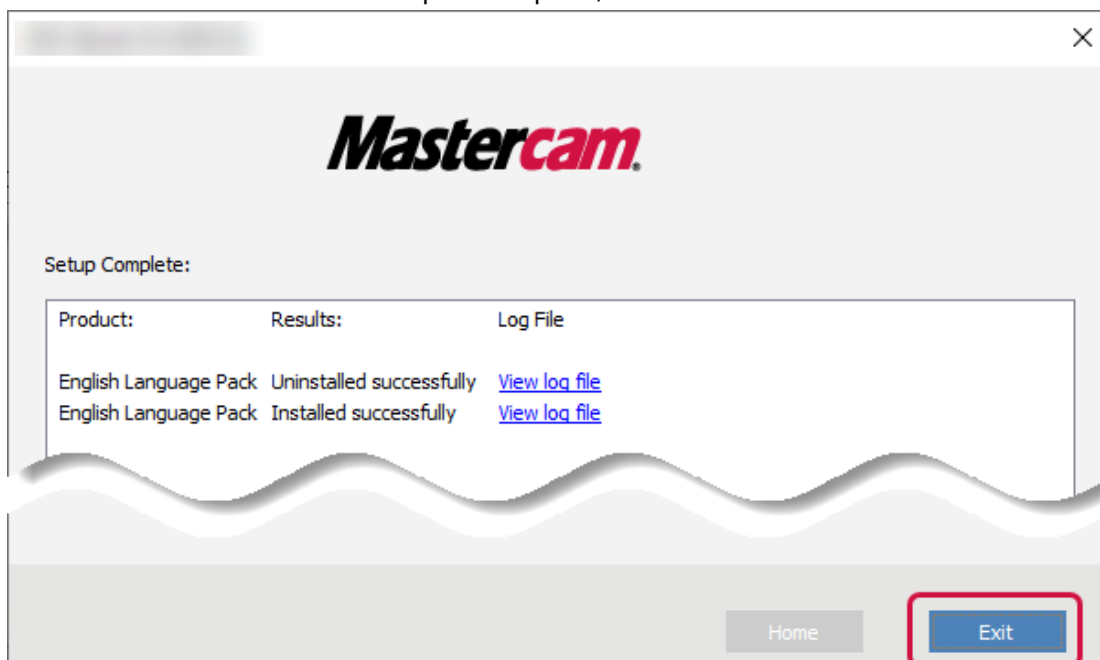 Mastercam®
Setup Complete:
Product: Results: Log File
English Language Pack Uninstalled successfully View log file
English Language Pack Installed successfully View log file
Home Exit